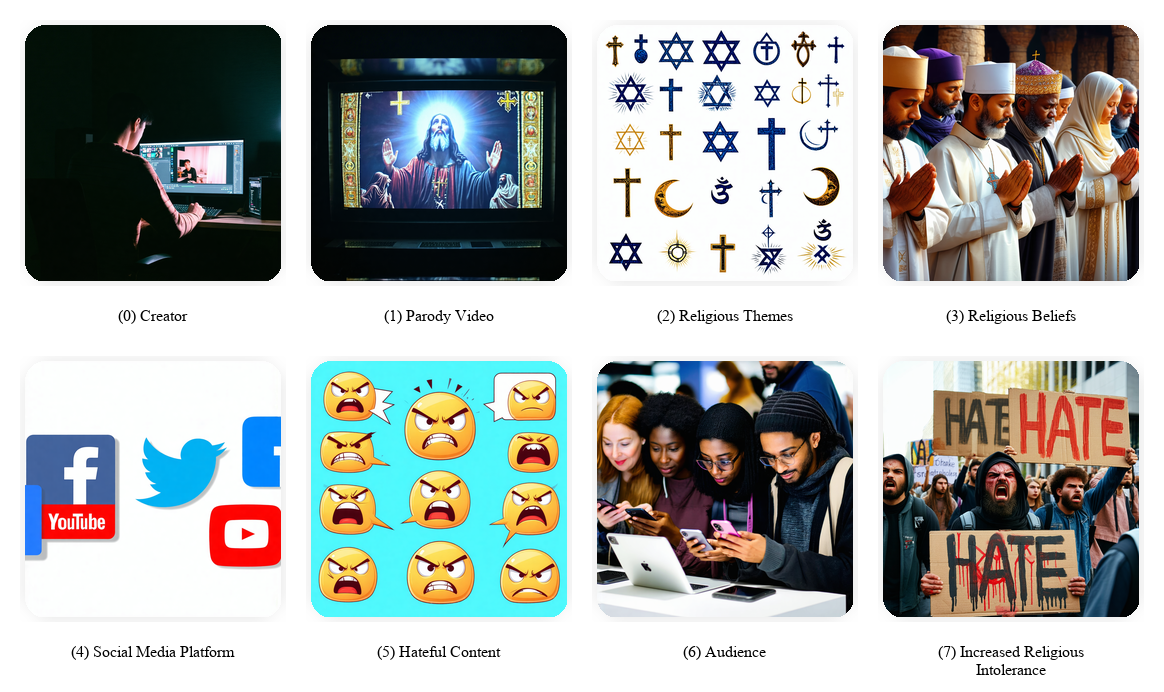 (0) Creator
(1) Parody Video
(2) Religious Themes
(3) Religious Beliefs
f
YouTube
f
HATE
HATE
HATE
(4) Social Media Platform
(5) Hateful Content
(6) Audience
(7) Increased Religious
Intolerance